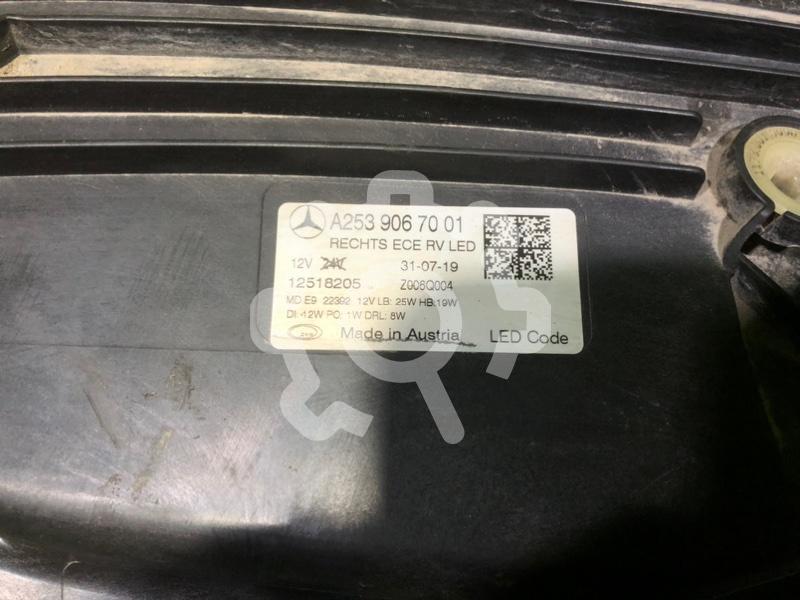 A253 906 70 01
RECHTS ECE RV LED
12V 24V 31-07-19
12518205 Z006Q004
MD E9 22392 12V LB: 25W HB:19W
DI: 12W PO: 1W DRL: 8W
Made in Austria LED Code